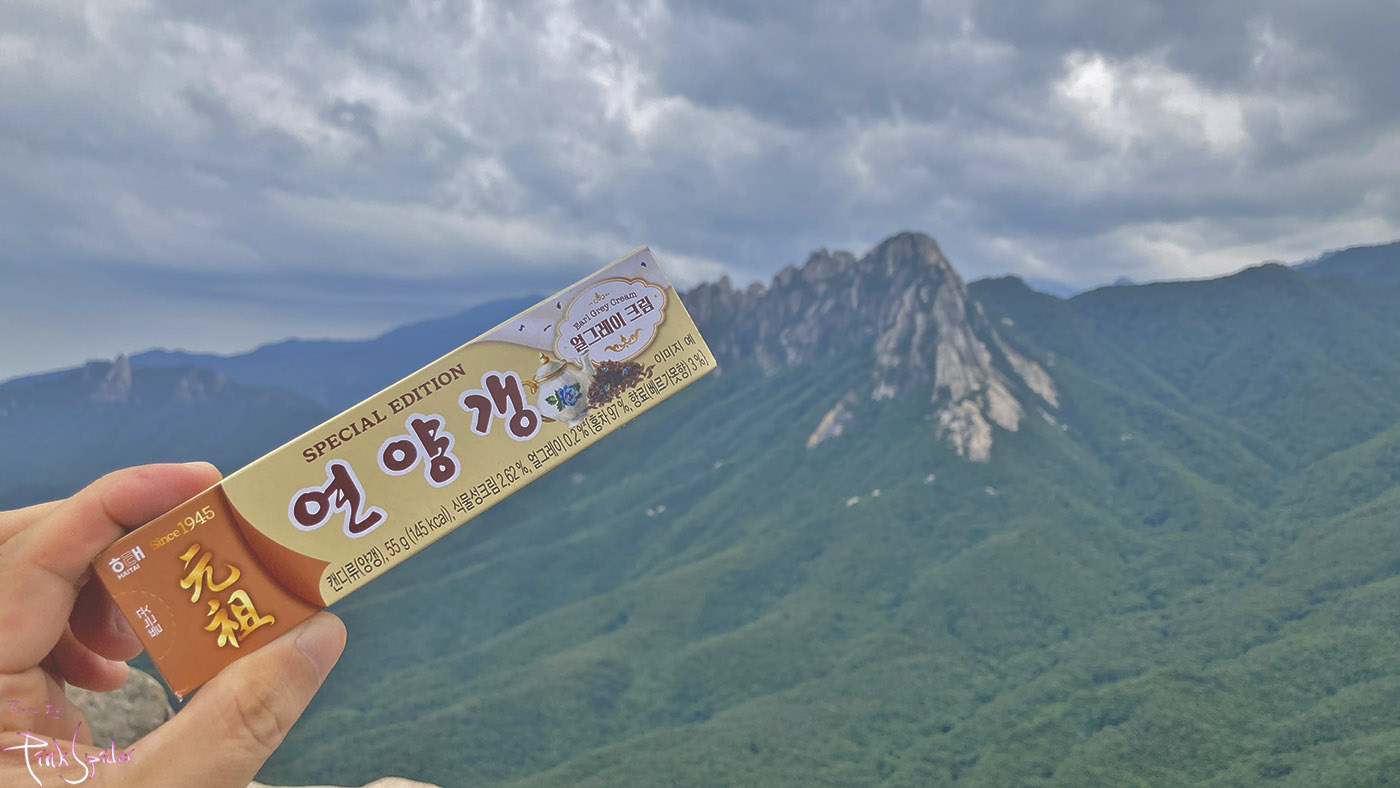 Earl Grey Cream
얼그레이 크림
SPECIAL EDITION
연양갱
이미지 예
캔디류(양갱), 55 g (145 kcal), 식물성크림 2.62 %, 얼그레이 0.2 %(홍차 97 %, 향료(베르가못향) 3 %)
Since 1945
해태
HAITAI
元祖
Photo By
Pink Spider